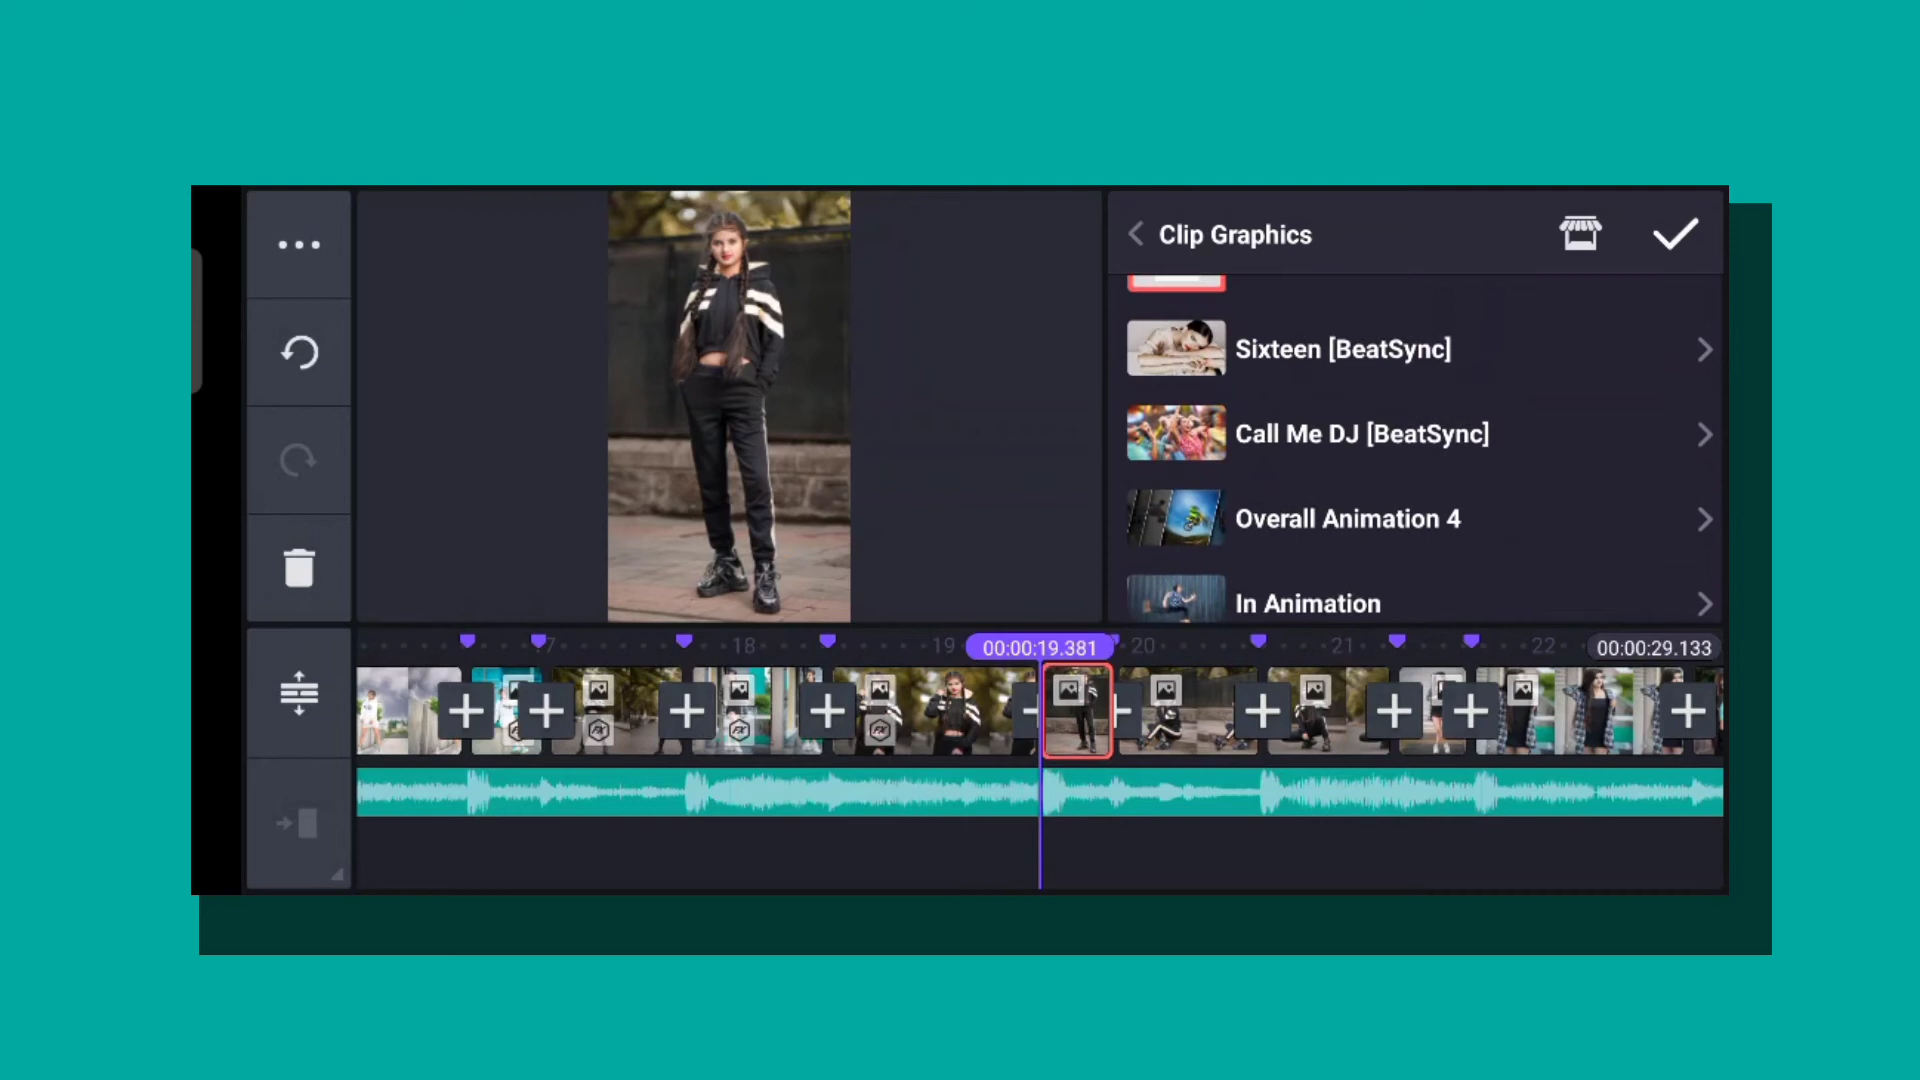 Clip Graphics
Sixteen [BeatSync]
Call Me DJ [BeatSync]
Overall Animation 4
In Animation
7 18 19 00:00:19.381 20 21 22 00:00:29.133